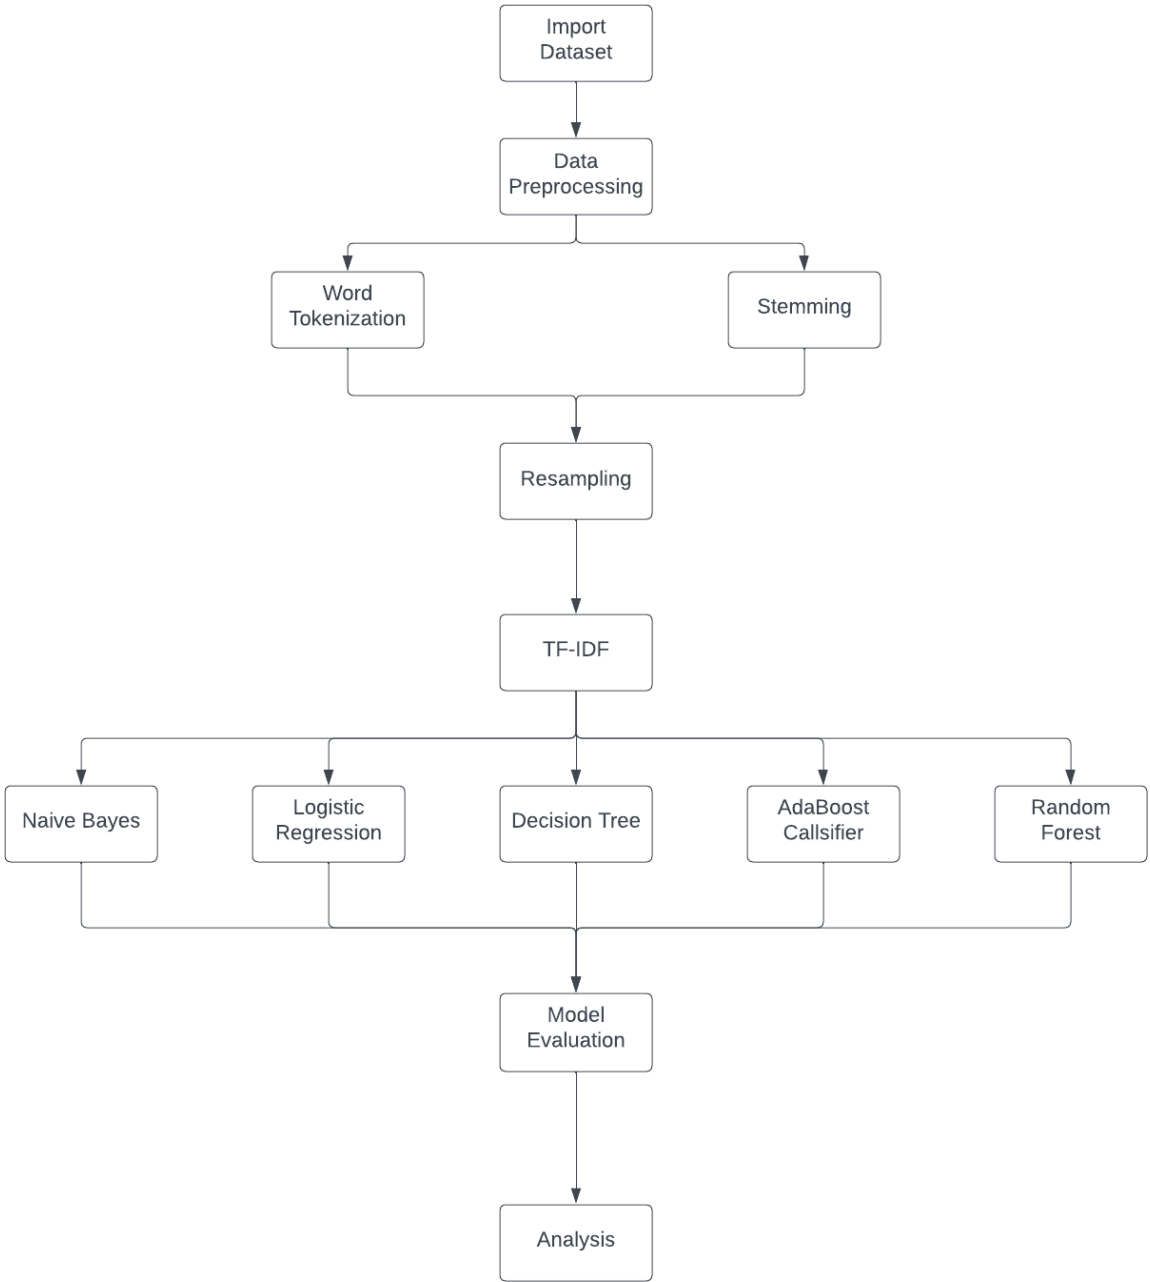 Import
Dataset
Data
Preprocessing
Word
Tokenization
Stemming
Resampling
TF-IDF
Naive Bayes
Logistic
Regression
Decision Tree
AdaBoost
Callsifier
Random
Forest
Model
Evaluation
Analysis